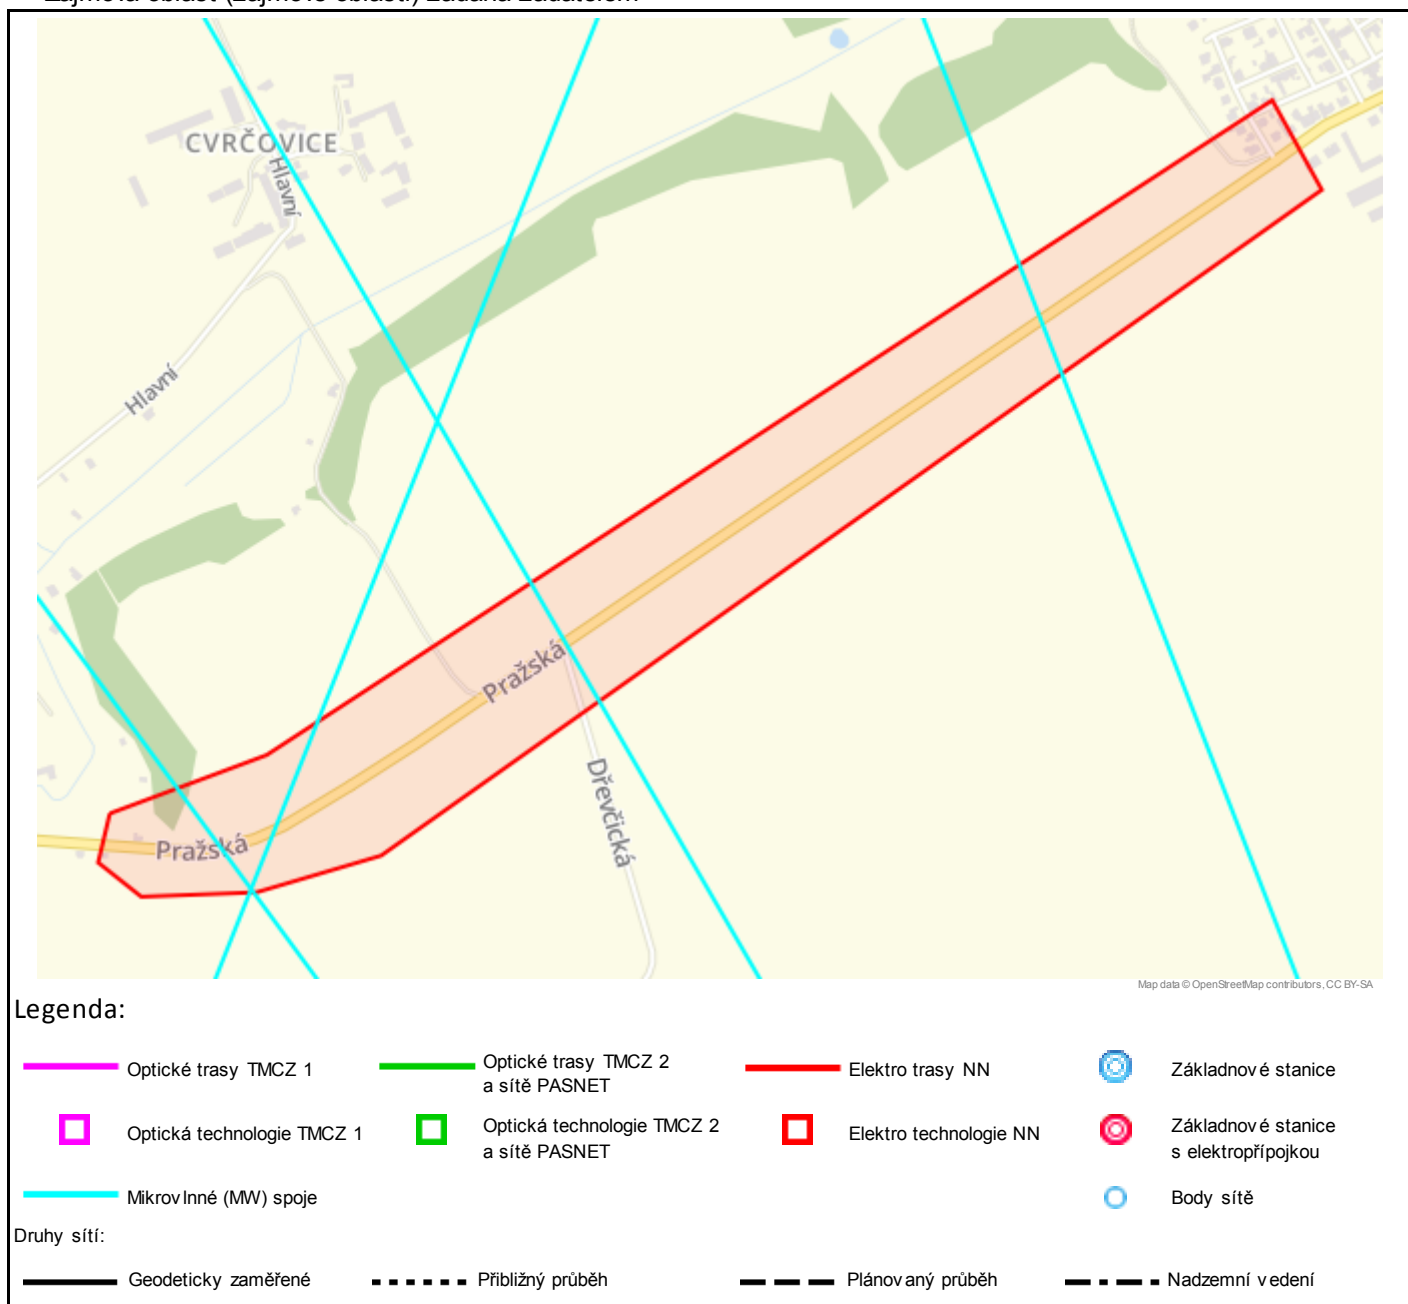 CVRČOVICE
Hlavní
Hlavní
Pražská
Dřevčická
Pražská
Map data © OpenStreetMap contributors, CC BY-SA
Legenda:
Optické trasy TMCZ 1
Optické trasy TMCZ 2
a sítě PASNET
Elektro trasy NN
Základnové stanice
Optická technologie TMCZ 1
Optická technologie TMCZ 2
a sítě PASNET
Elektro technologie NN
Základnové stanice
s elektropřípojkou
Mikrovlnné (MW) spoje
Body sítě
Druhy sítí:
Geodeticky zaměřené
Přibližný průběh
Plánovaný průběh
Nadzemní vedení